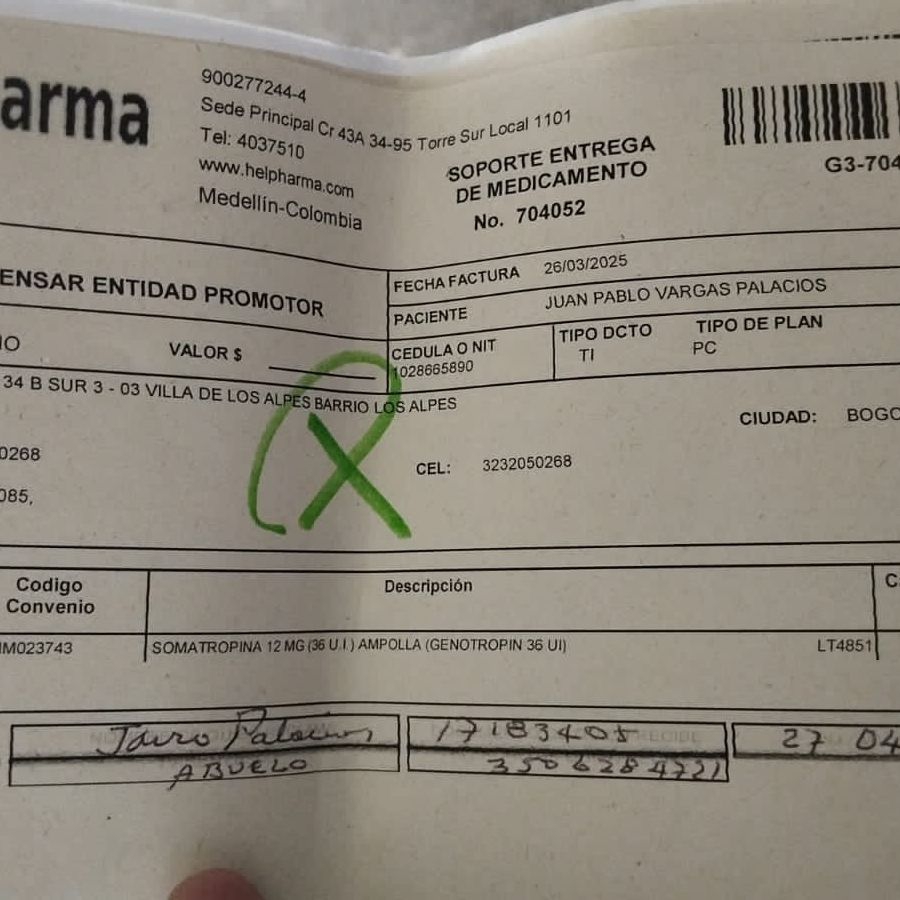 arma
900277244-4
Sede Principal Cr 43A 34-95 Torre Sur Local 1101
Tel: 4037510
www.helpharma.com
Medellín-Colombia
SOPORTE ENTREGA
DE MEDICAMENTO
No. 704052
G3-704
ENSAR ENTIDAD PROMOTOR
FECHA FACTURA 26/03/2025
PACIENTE JUAN PABLO VARGAS PALACIOS
IO VALOR $
CEDULA O NIT TIPO DCTO TIPO DE PLAN
1028665890 TI PC
34 B SUR 3 - 03 VILLA DE LOS ALPES BARRIO LOS ALPES
CIUDAD: BOGO
0268 CEL: 3232050268
085,
X
Codigo
Convenio
Descripción
C
IM023743 SOMATROPINA 12 MG (36 U.I.) AMPOLLA (GENOTROPIN 36 UI) LT4851
Jairo Palacios 17183405 27 04
ABUELO 3506284721